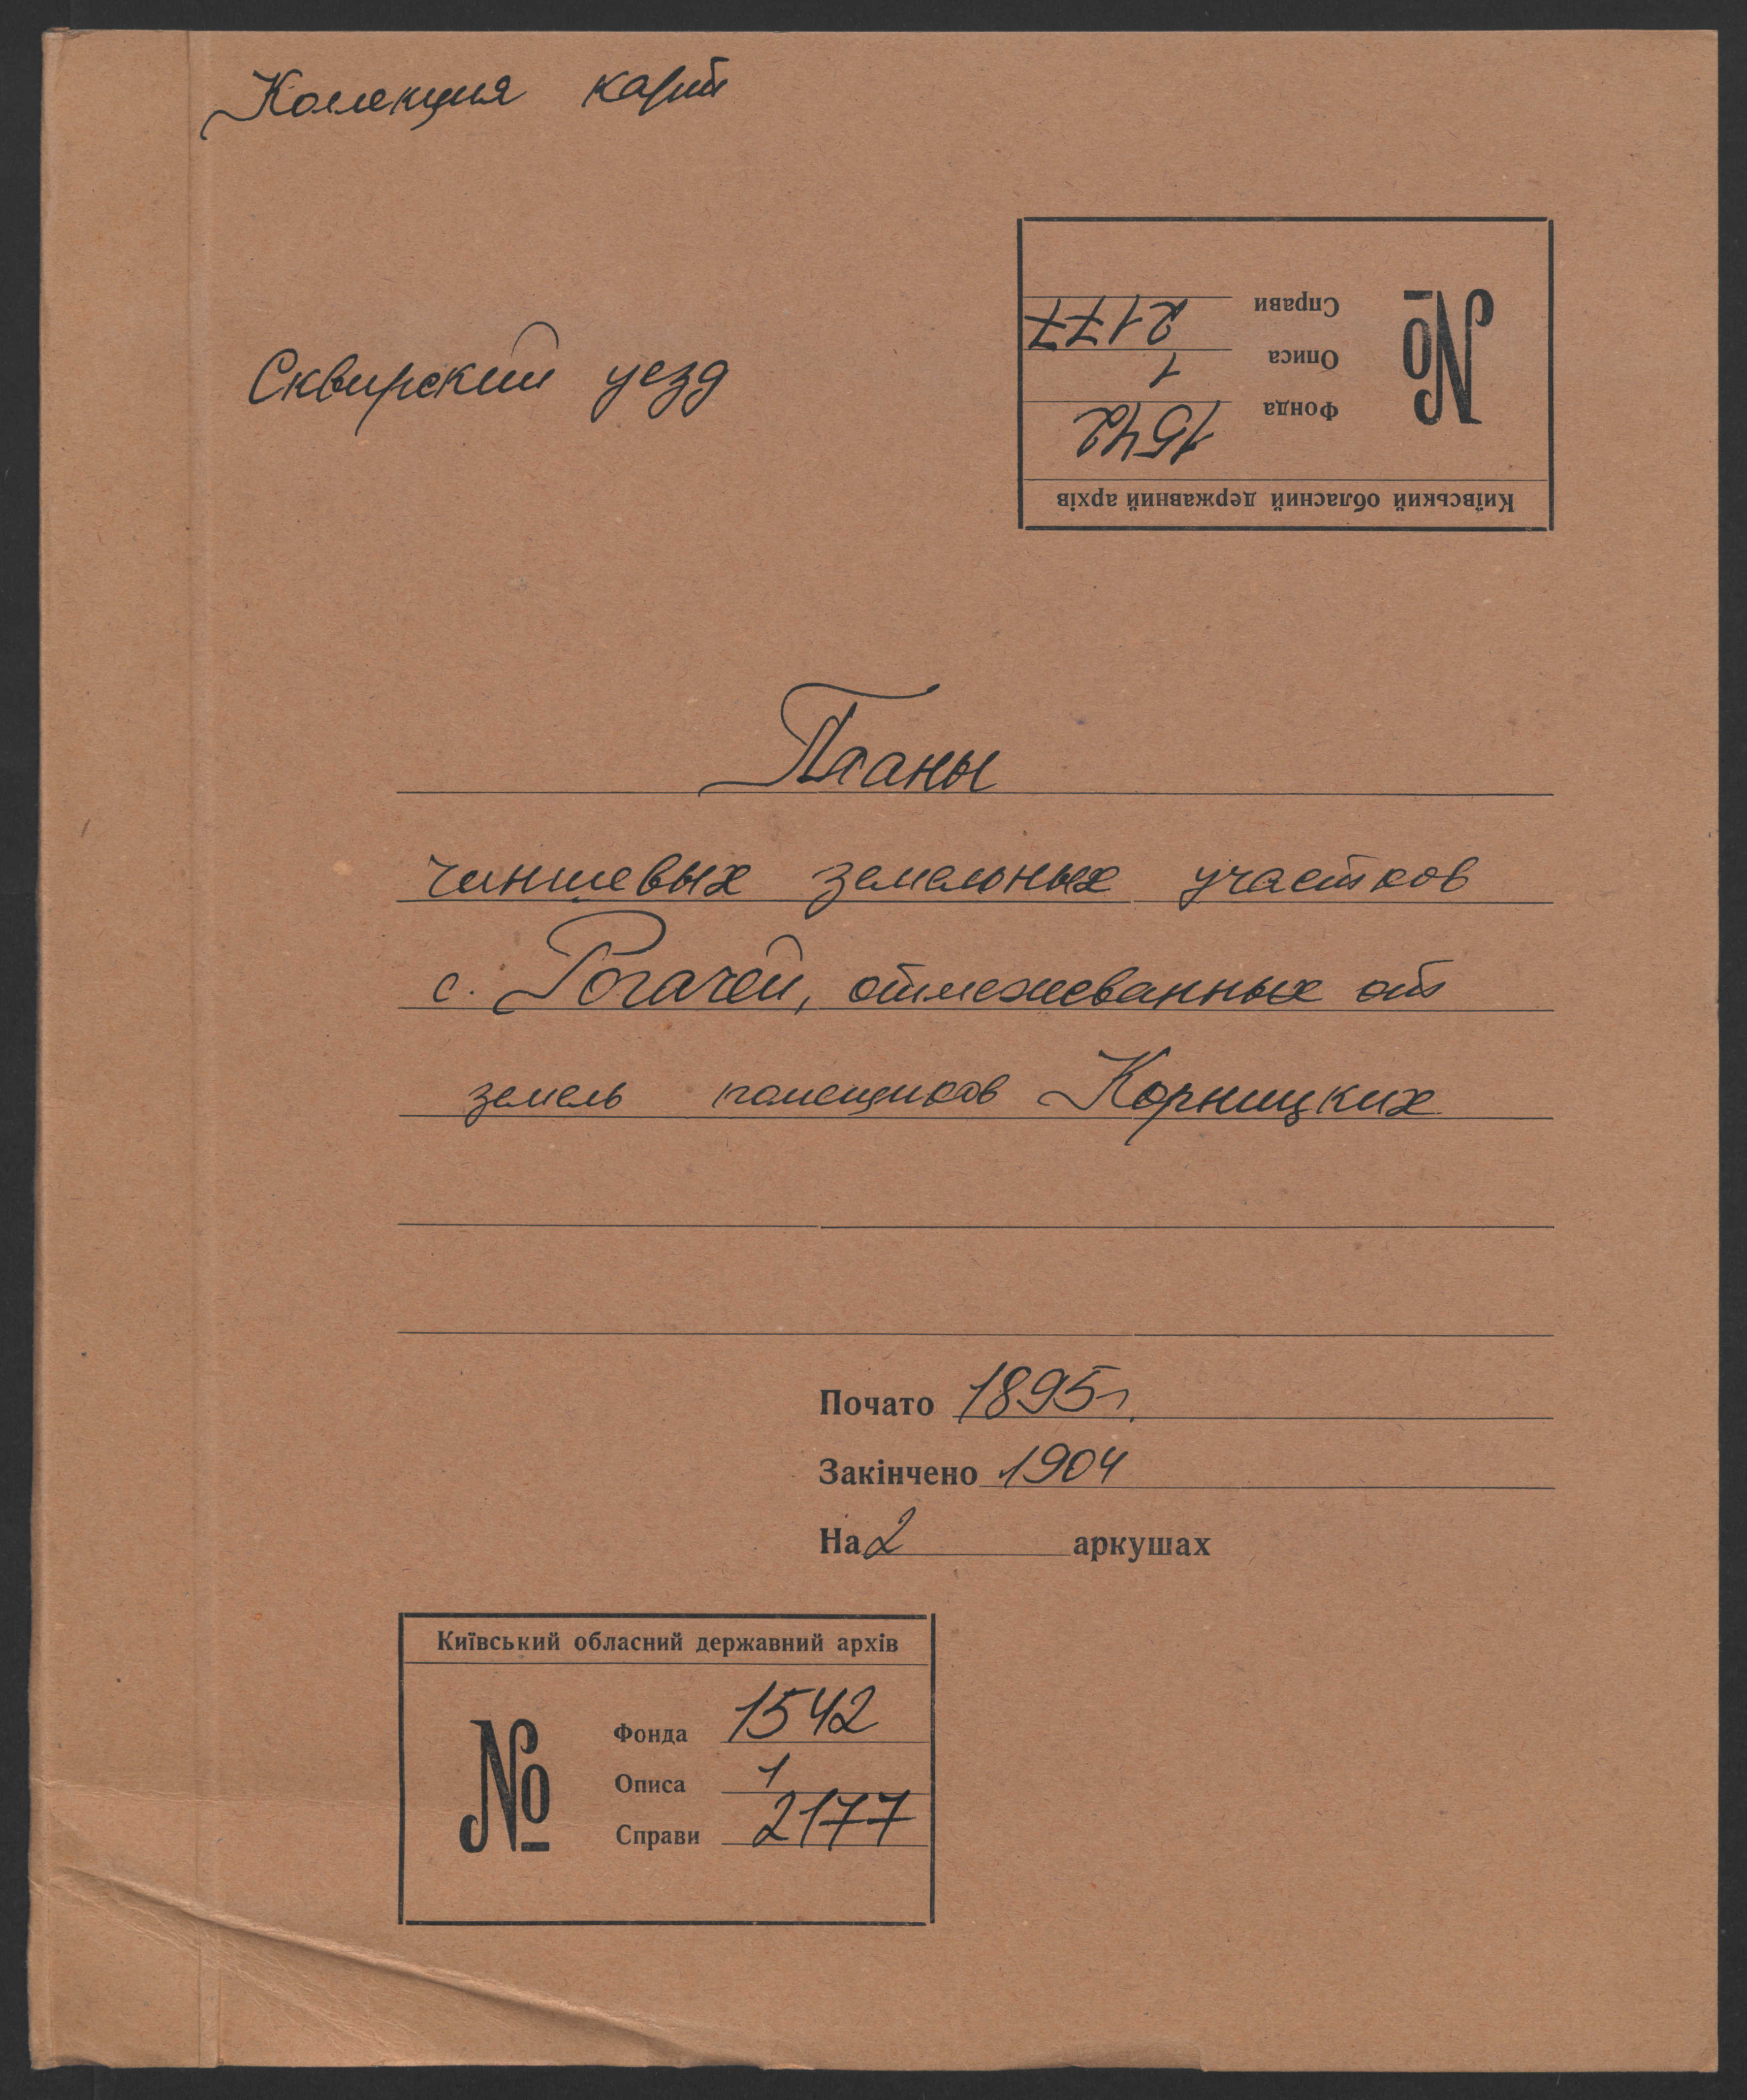 Коллекция карт
Справи 2177
Описа 1
Фонда 1542
№
Київський обласний державний архів
Сквирский уезд
Планы
чиншевых земельных участков
с. Рогачей, отмежеванных от
земель помещиков Корницких
Почато 1895 г.
Закінчено 1904
На 2 аркушах
Київський обласний державний архів
№
Фонда 1542
Описа 1
Справи 2177